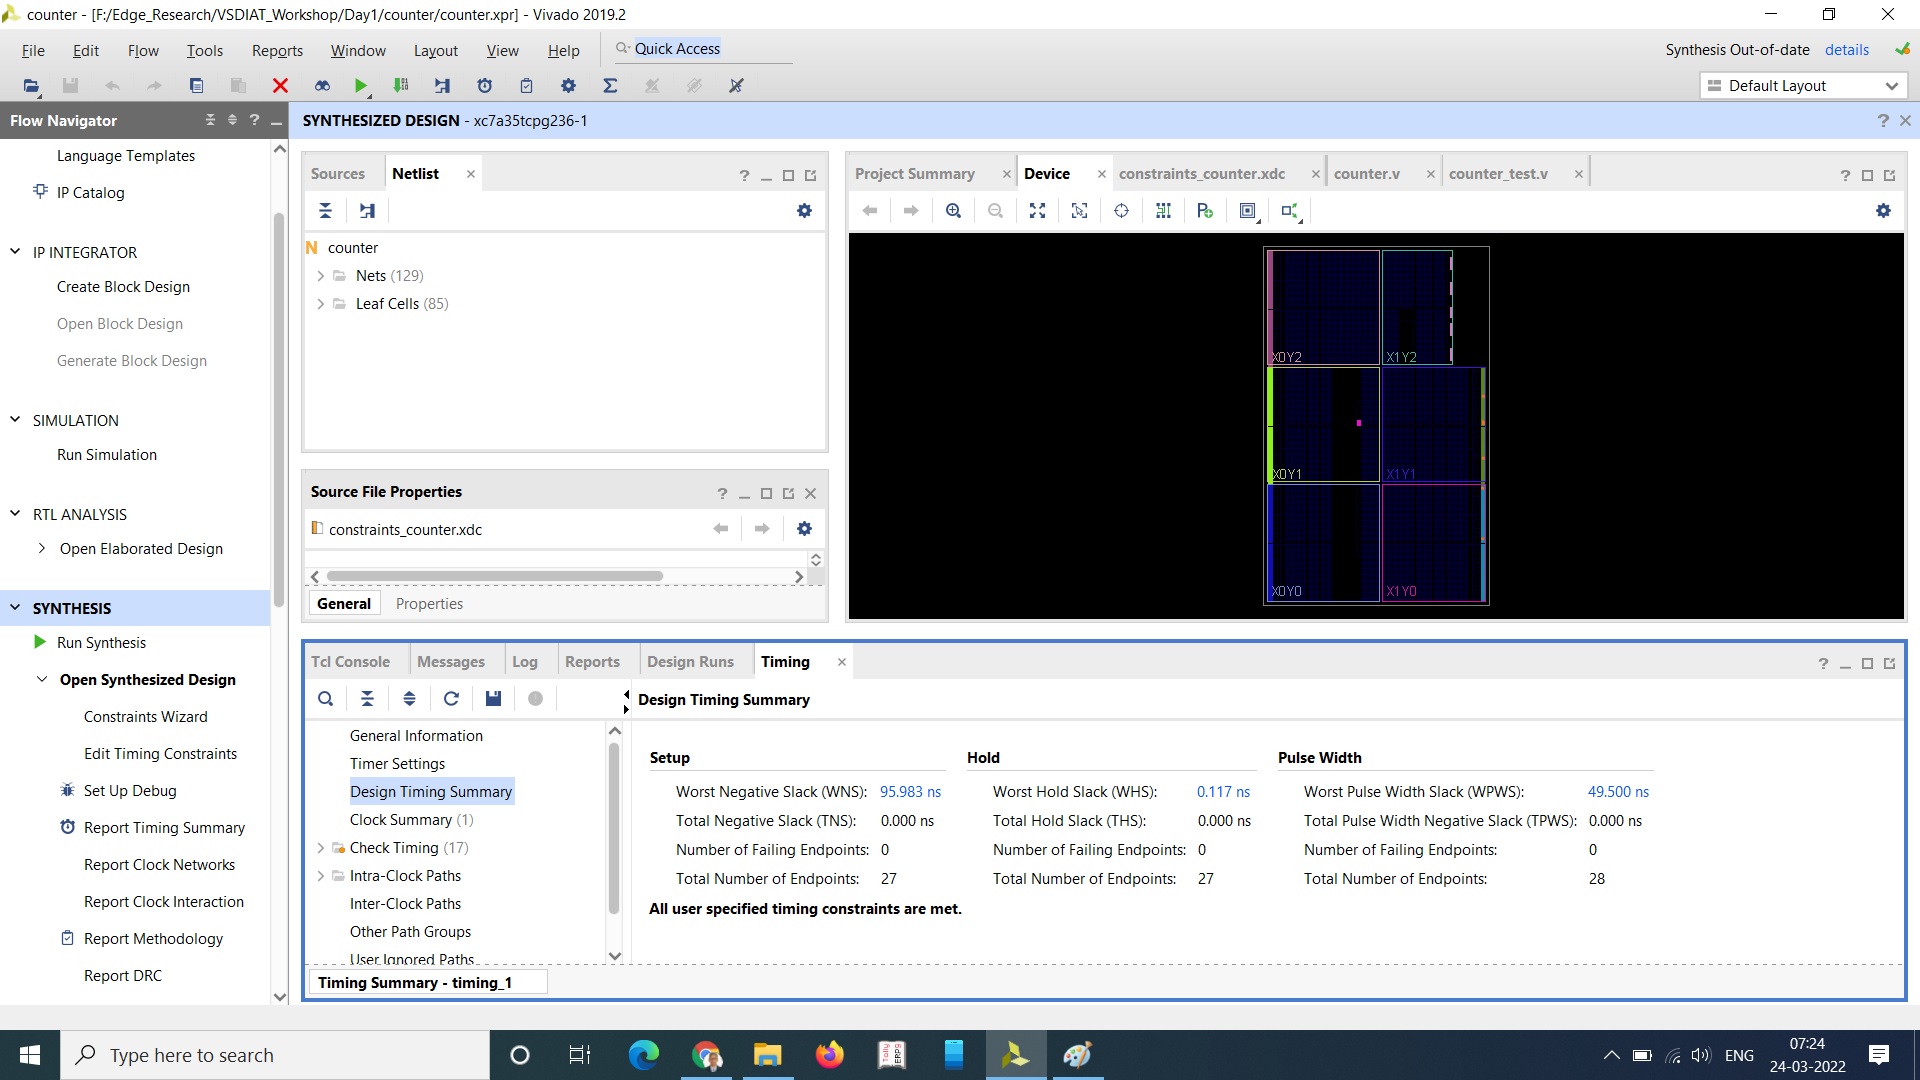 counter - [F:/Edge_Research/VSDIAT_Workshop/Day1/counter/counter.xpr] - Vivado 2019.2
File Edit Flow Tools Reports Window Layout View Help Quick Access
Synthesis Out-of-date details
Default Layout
Flow Navigator
SYNTHESIZED DESIGN - xc7a35tcpg236-1
Language Templates
IP Catalog
IP INTEGRATOR
Create Block Design
Open Block Design
Generate Block Design
SIMULATION
Run Simulation
RTL ANALYSIS
Open Elaborated Design
SYNTHESIS
Run Synthesis
Open Synthesized Design
Constraints Wizard
Edit Timing Constraints
Set Up Debug
Report Timing Summary
Report Clock Networks
Report Clock Interaction
Report Methodology
Report DRC
Sources Netlist
counter
Nets (129)
Leaf Cells (85)
Source File Properties
constraints_counter.xdc
General Properties
Project Summary Device constraints_counter.xdc counter.v counter_test.v
X0Y2 X1Y2
X0Y1 X1Y1
X0Y0 X1Y0
Tcl Console Messages Log Reports Design Runs Timing
Design Timing Summary
General Information
Timer Settings
Design Timing Summary
Clock Summary (1)
Check Timing (17)
Intra-Clock Paths
Inter-Clock Paths
Other Path Groups
User Ignored Paths
Setup Hold Pulse Width
Worst Negative Slack (WNS): 95.983 ns Worst Hold Slack (WHS): 0.117 ns Worst Pulse Width Slack (WPWS): 49.500 ns
Total Negative Slack (TNS): 0.000 ns Total Hold Slack (THS): 0.000 ns Total Pulse Width Negative Slack (TPWS): 0.000 ns
Number of Failing Endpoints: 0 Number of Failing Endpoints: 0 Number of Failing Endpoints: 0
Total Number of Endpoints: 27 Total Number of Endpoints: 27 Total Number of Endpoints: 28
All user specified timing constraints are met.
Timing Summary - timing_1
Type here to search
Tally
ERP9
ENG
07:24
24-03-2022